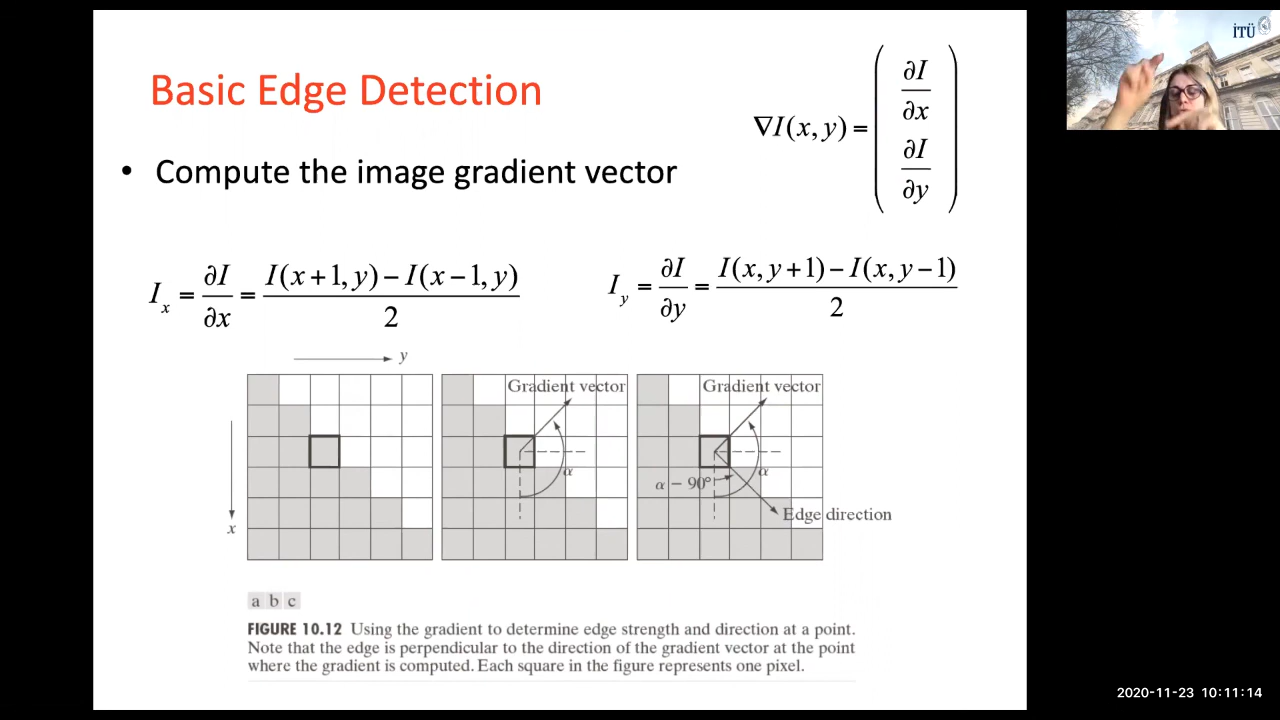 Basic Edge Detection
∇I(x, y) = ( ∂I/∂x ∂I/∂y )
• Compute the image gradient vector
I_x = ∂I/∂x = (I(x+1, y) − I(x−1, y))/2
I_y = ∂I/∂y = (I(x, y+1) − I(x, y−1))/2
y
x
Gradient vector
α
Gradient vector
α
α − 90°
Edge direction
a b c
FIGURE 10.12 Using the gradient to determine edge strength and direction at a point.
Note that the edge is perpendicular to the direction of the gradient vector at the point
where the gradient is computed. Each square in the figure represents one pixel.
İTÜ
2020-11-23 10:11:14